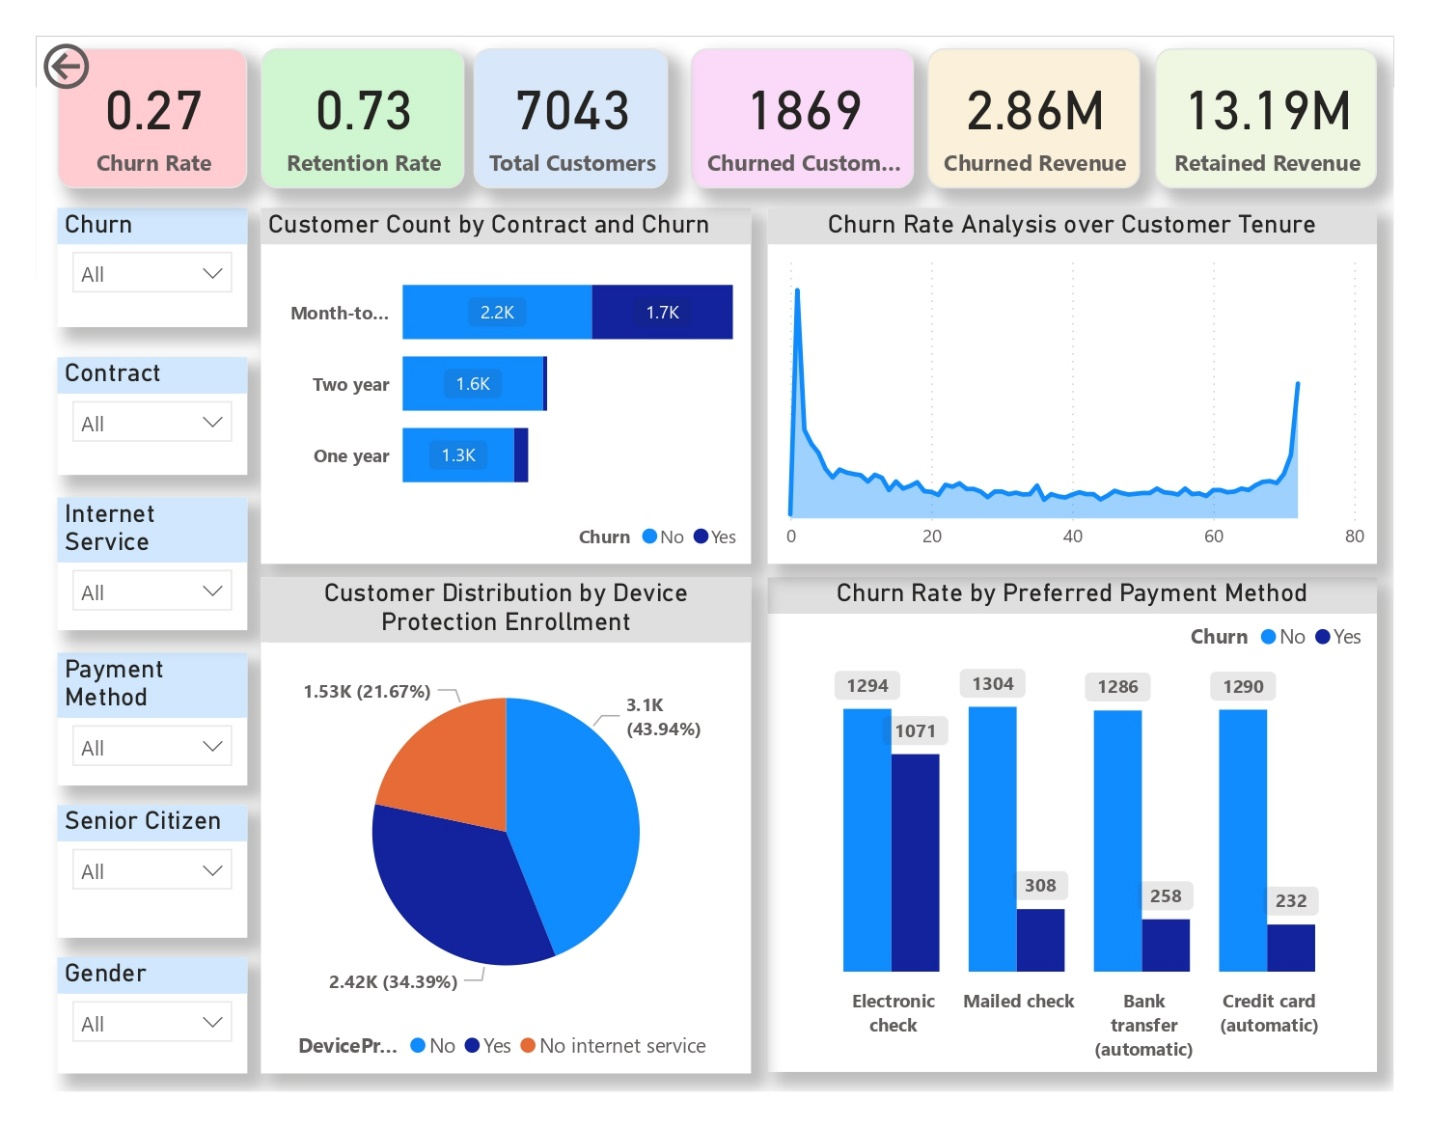 0.27
Churn Rate
0.73
Retention Rate
7043
Total Customers
1869
Churned Custom...
2.86M
Churned Revenue
13.19M
Retained Revenue
Churn
All
Contract
All
Internet
Service
All
Payment
Method
All
Senior Citizen
All
Gender
All
Customer Count by Contract and Churn
Month-to...
2.2K
1.7K
Two year
1.6K
One year
1.3K
Churn No Yes
Churn Rate Analysis over Customer Tenure
0 20 40 60 80
Customer Distribution by Device
Protection Enrollment
1.53K (21.67%)
3.1K
(43.94%)
2.42K (34.39%)
DevicePr... No Yes No internet service
Churn Rate by Preferred Payment Method
Churn No Yes
1294
1071
1304
308
1286
258
1290
232
Electronic
check
Mailed check
Bank
transfer
(automatic)
Credit card
(automatic)